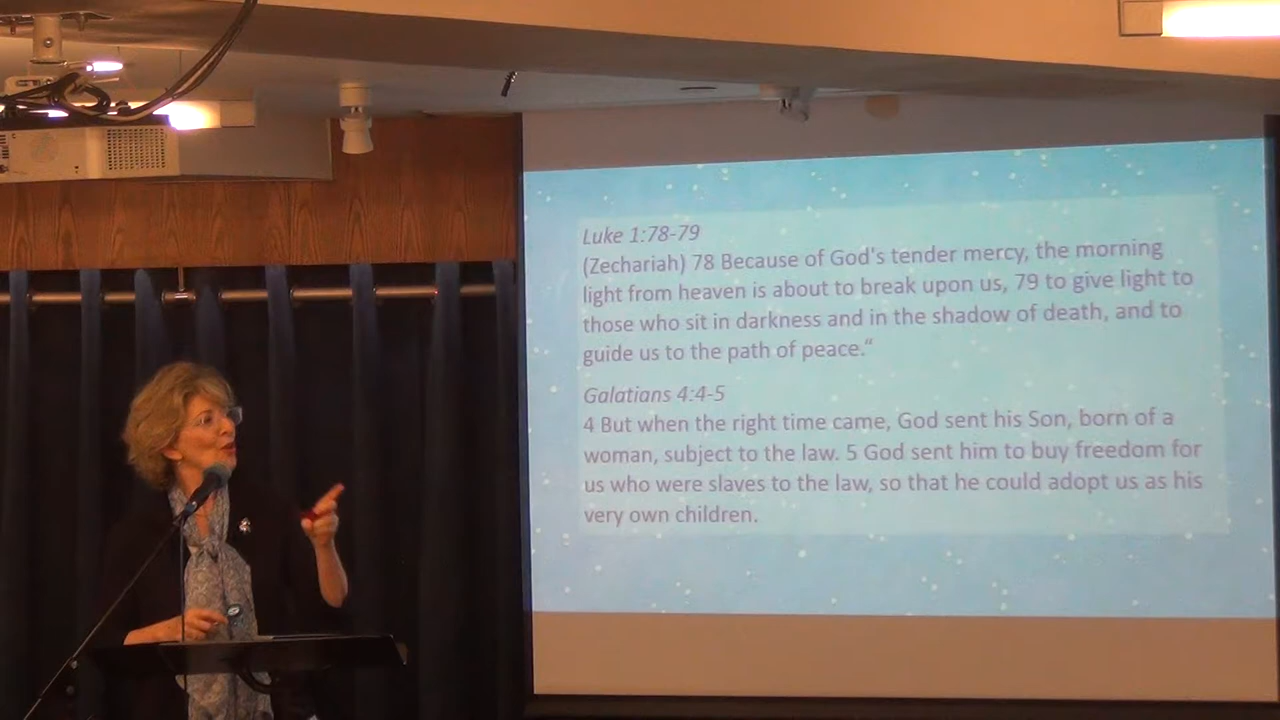 Luke 1:78-79
(Zechariah) 78 Because of God's tender mercy, the morning
light from heaven is about to break upon us, 79 to give light to
those who sit in darkness and in the shadow of death, and to
guide us to the path of peace.“
Galatians 4:4-5
4 But when the right time came, God sent his Son, born of a
woman, subject to the law. 5 God sent him to buy freedom for
us who were slaves to the law, so that he could adopt us as his
very own children.